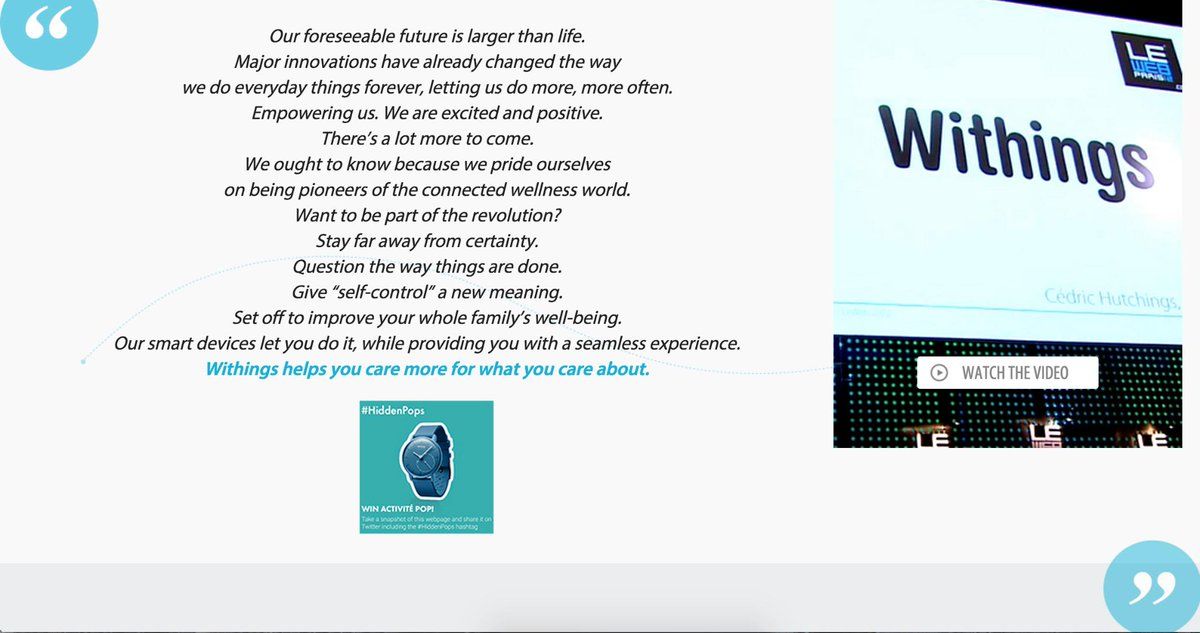 “
Our foreseeable future is larger than life.
Major innovations have already changed the way
we do everyday things forever, letting us do more, more often.
Empowering us. We are excited and positive.
There’s a lot more to come.
We ought to know because we pride ourselves
on being pioneers of the connected wellness world.
Want to be part of the revolution?
Stay far away from certainty.
Question the way things are done.
Give “self-control” a new meaning.
Set off to improve your whole family’s well-being.
Our smart devices let you do it, while providing you with a seamless experience.
Withings helps you care more for what you care about.
#HiddenPops
WIN ACTIVITÉ POP!
Take a snapshot of this webpage and share it on
Twitter including the #HiddenPops hashtag
LE
WEB
PARIS
Withings
Cédric Hutchings,
WATCH THE VIDEO
LE
LE
LE
”